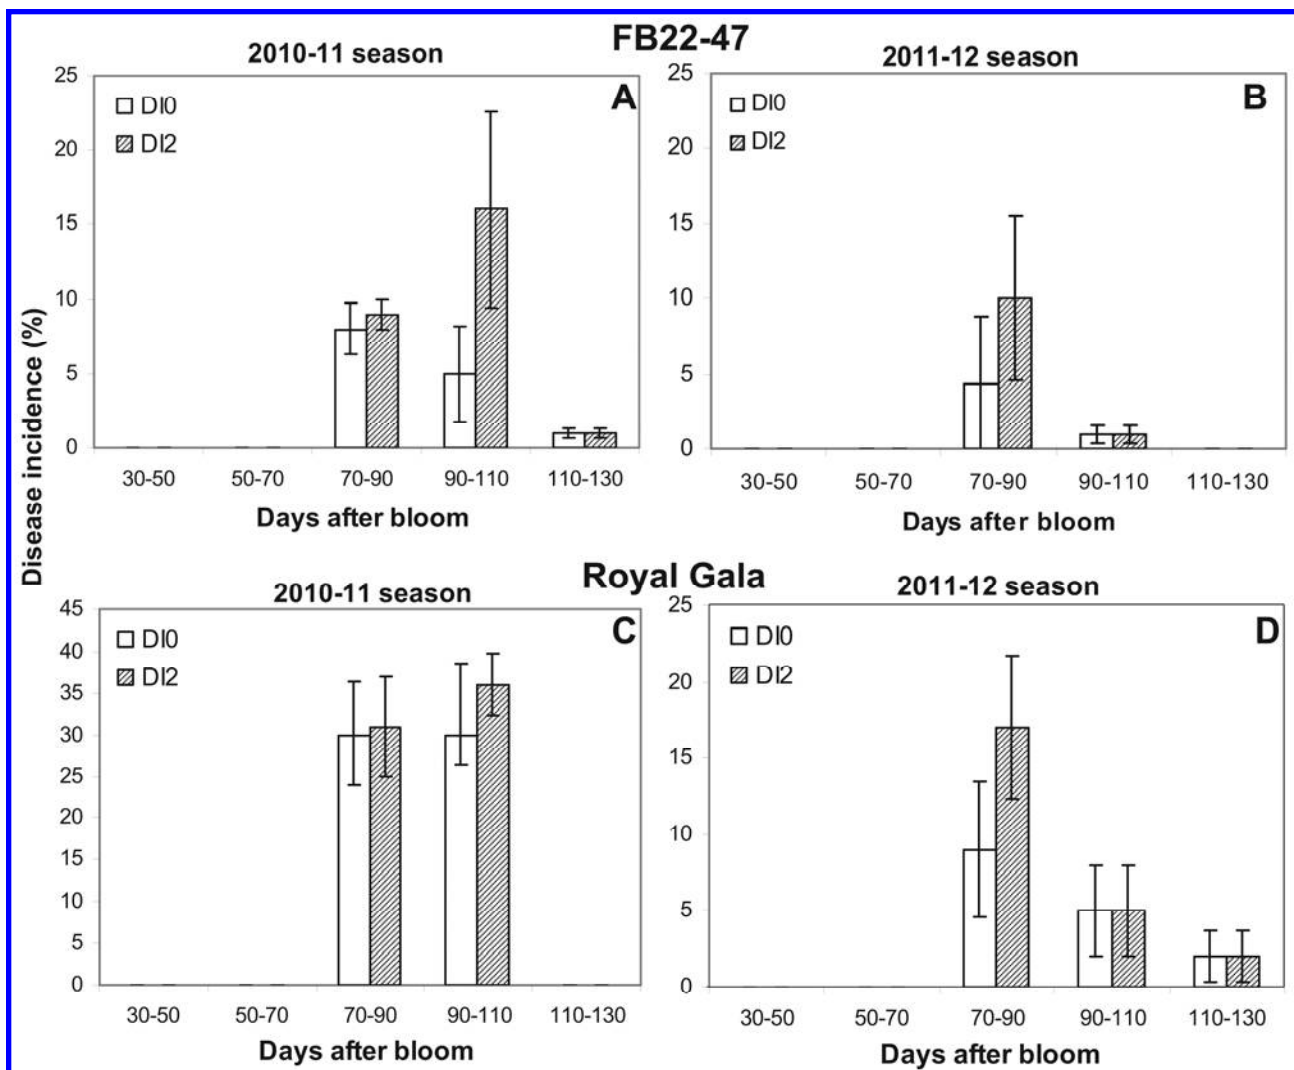 FB22-47
2010-11 season
2011-12 season
A
B
DI0
DI2
DI0
DI2
25
20
15
10
5
0
25
20
15
10
5
0
30-50 50-70 70-90 90-110 110-130
30-50 50-70 70-90 90-110 110-130
Days after bloom
Days after bloom
Disease incidence (%)
Royal Gala
2010-11 season
2011-12 season
C
D
DI0
DI2
DI0
DI2
45
40
35
30
25
20
15
10
5
0
25
20
15
10
5
0
30-50 50-70 70-90 90-110 110-130
30-50 50-70 70-90 90-110 110-130
Days after bloom
Days after bloom